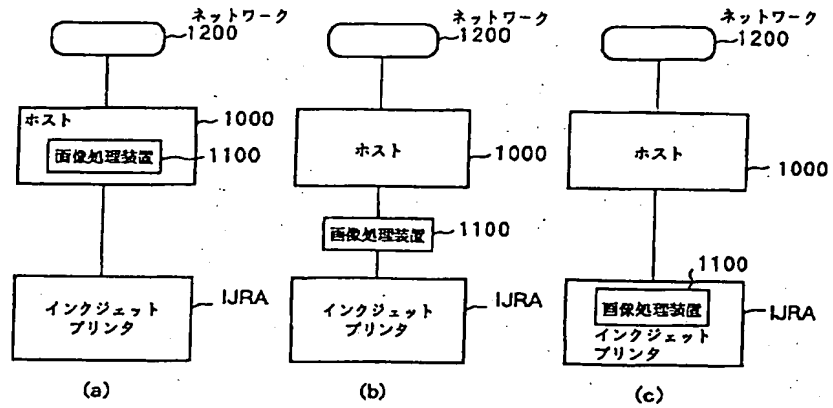 ネットワーク
1200
ホスト
1000
画像処理装置
1100
インクジェット
プリンタ
IJRA
(a)
ネットワーク
1200
ホスト
1000
画像処理装置
1100
インクジェット
プリンタ
IJRA
(b)
ネットワーク
1200
ホスト
1000
1100
画像処理装置
インクジェット
プリンタ
IJRA
(c)